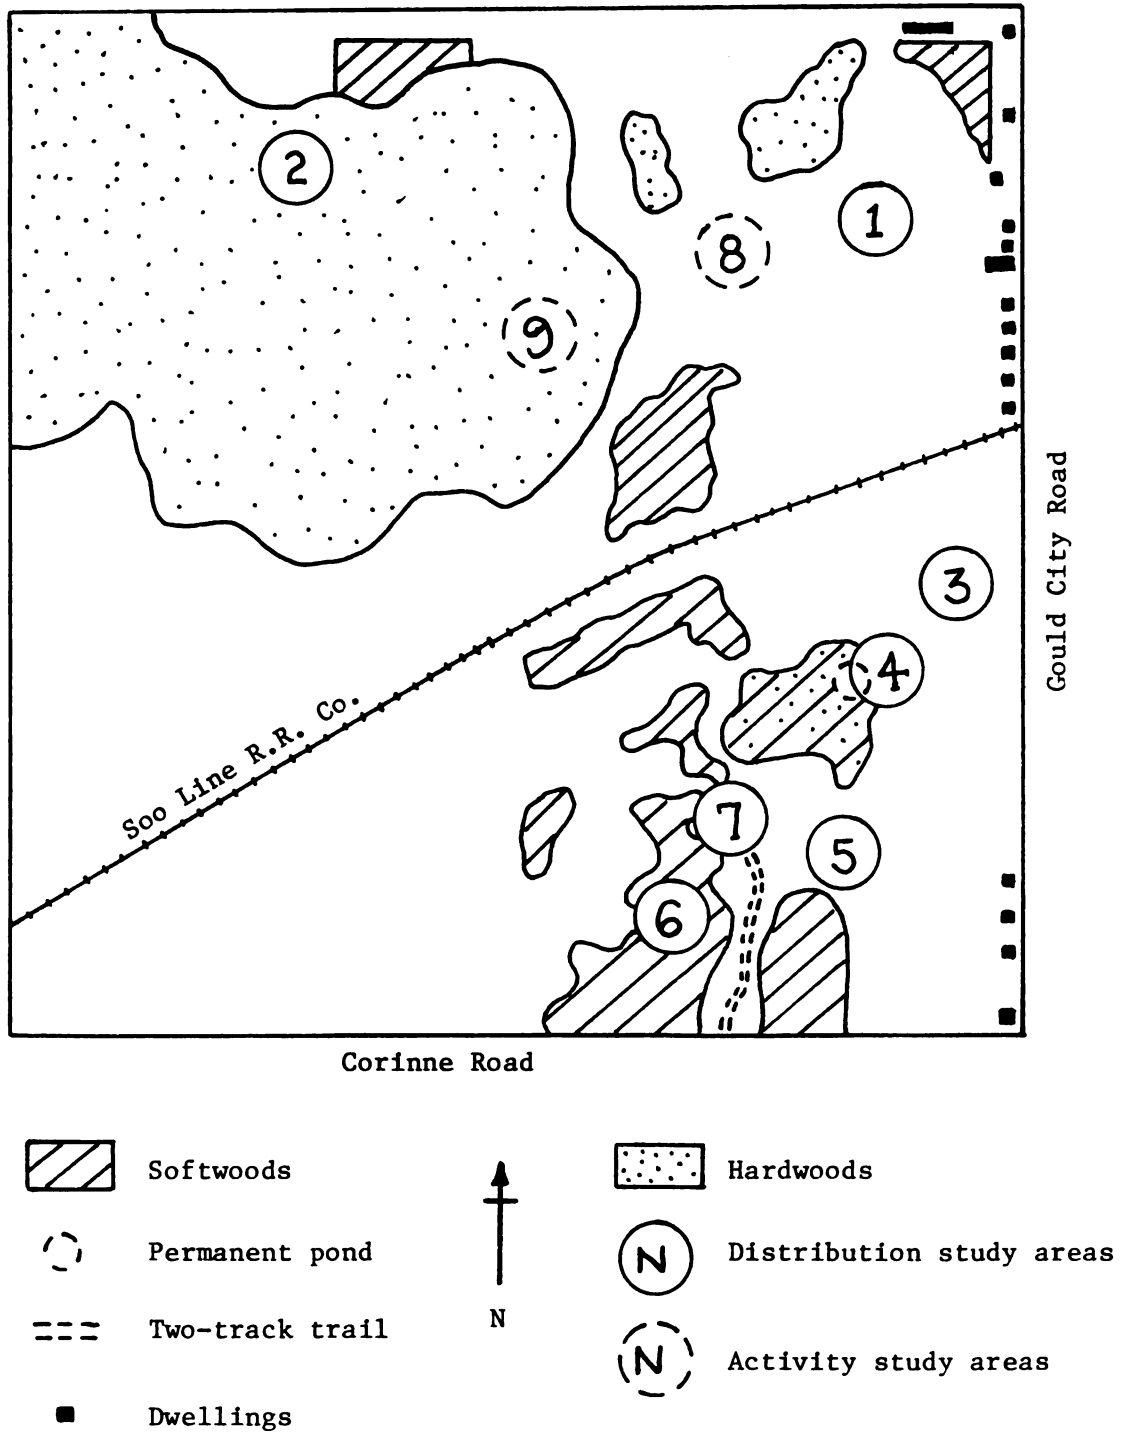 2
1
8
9
3
Gould City Road
4
Soo Line R.R. Co.
7
5
6
Corinne Road
Softwoods
Hardwoods
Permanent pond
N
Distribution study areas
N
Two-track trail
N
Activity study areas
Dwellings